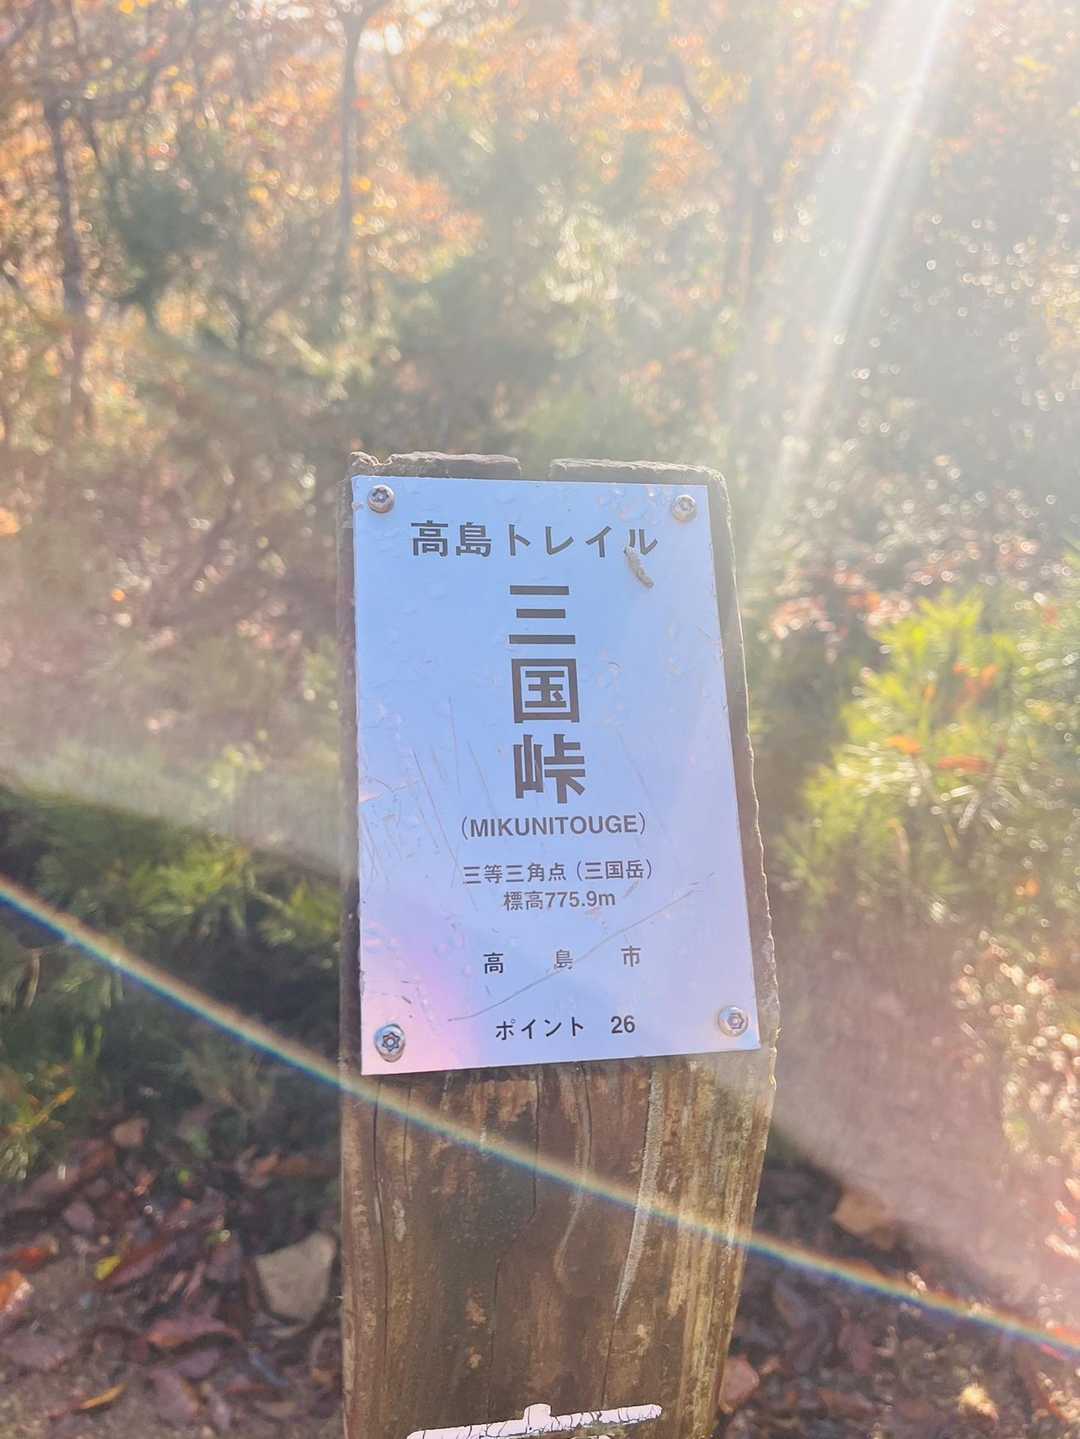 高島トレイル
三国峠
(MIKUNITOUGE)
三等三角点（三国岳）
標高775.9m
高島市
ポイント 26